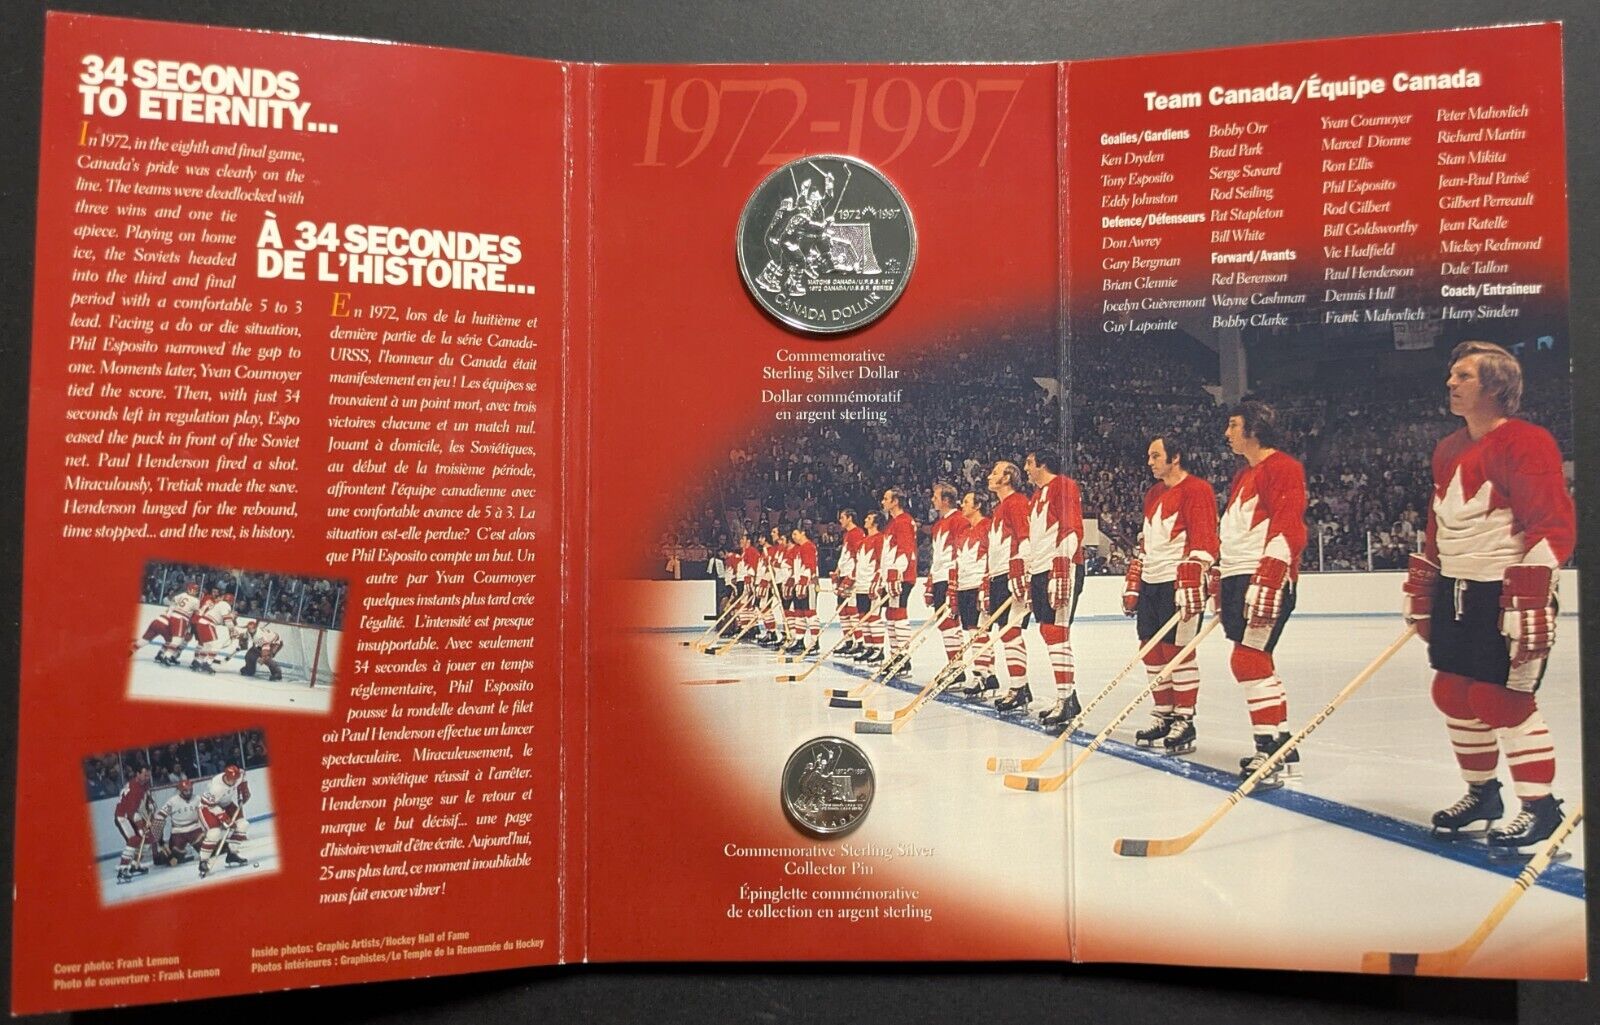 34 SECONDS
TO ETERNITY...
In 1972, in the eighth and final game,
Canada's pride was clearly on the
line. The teams were deadlocked with
three wins and one tie
apiece. Playing on home
ice, the Soviets headed
into the third and final
period with a comfortable 5 to 3
lead. Facing a do or die situation,
Phil Esposito narrowed the gap to
one. Moments later, Yvan Cournoyer
tied the score. Then, with just 34
seconds left in regulation play, Espo
eased the puck in front of the Soviet
net. Paul Henderson fired a shot.
Miraculously, Tretiak made the save.
Henderson lunged for the rebound,
time stopped... and the rest, is history.
À 34 SECONDES
DE L'HISTOIRE...
En 1972, lors de la huitième et
dernière partie de la série Canada-
URSS, l'honneur du Canada était
manifestement en jeu ! Les équipes se
trouvaient à un point mort, avec trois
victoires chacune et un match nul.
Jouant à domicile, les Soviétiques,
au début de la troisième période,
affrontent l'équipe canadienne avec
une confortable avance de 5 à 3. La
situation est-elle perdue? C'est alors
que Phil Esposito compte un but. Un
autre par Yvan Cournoyer
quelques instants plus tard crée
l'égalité. L'intensité est presque
insupportable. Avec seulement
34 secondes à jouer en temps
réglementaire, Phil Esposito
pousse la rondelle devant le filet
où Paul Henderson effectue un lancer
spectaculaire. Miraculeusement, le
gardien soviétique réussit à l'arrêter.
Henderson plonge sur le retour et
marque le but décisif... une page
d'histoire venait d'être écrite. Aujourd'hui,
25 ans plus tard, ce moment inoubliable
nous fait encore vibrer !
Cover photo: Frank Lennon
Photo de couverture : Frank Lennon
Inside photos: Graphic Artists/Hockey Hall of Fame
Photos intérieures : Graphistes/Le Temple de la Renommée du Hockey
1972-1997
1972 1997
MATCHS CANADA/U.R.S.S. 1972
1972 CANADA/U.S.S.R. SERIES
CANADA DOLLAR
Commemorative
Sterling Silver Dollar
Dollar commémoratif
en argent sterling
1972 1997
CANADA
Commemorative Sterling Silver
Collector Pin
Épinglette commémorative
de collection en argent sterling
Team Canada/Équipe Canada
Goalies/Gardiens
Ken Dryden
Tony Esposito
Eddy Johnston
Defence/Défenseurs
Don Awrey
Gary Bergman
Brian Glennie
Jocelyn Guèvremont
Guy Lapointe
Bobby Orr
Brad Park
Serge Savard
Rod Seiling
Pat Stapleton
Bill White
Forward/Avants
Red Berenson
Wayne Cashman
Bobby Clarke
Yvan Cournoyer
Marcel Dionne
Ron Ellis
Phil Esposito
Rod Gilbert
Bill Goldsworthy
Vic Hadfield
Paul Henderson
Dennis Hull
Frank Mahovlich
Peter Mahovlich
Richard Martin
Stan Mikita
Jean-Paul Parisé
Gilbert Perreault
Jean Ratelle
Mickey Redmond
Dale Tallon
Coach/Entraineur
Harry Sinden
SHERWOOD